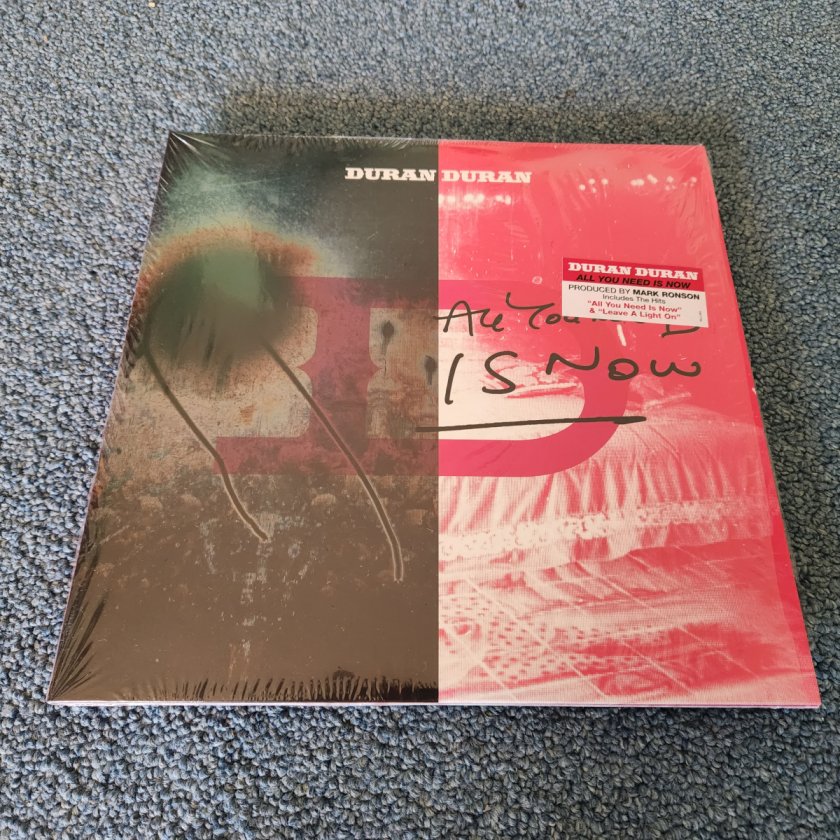 DURAN DURAN
DURAN DURAN
ALL YOU NEED IS NOW
PRODUCED BY MARK RONSON
Includes The Hits
"All You Need Is Now"
& "Leave A Light On"
ALL YOU
IS NOW